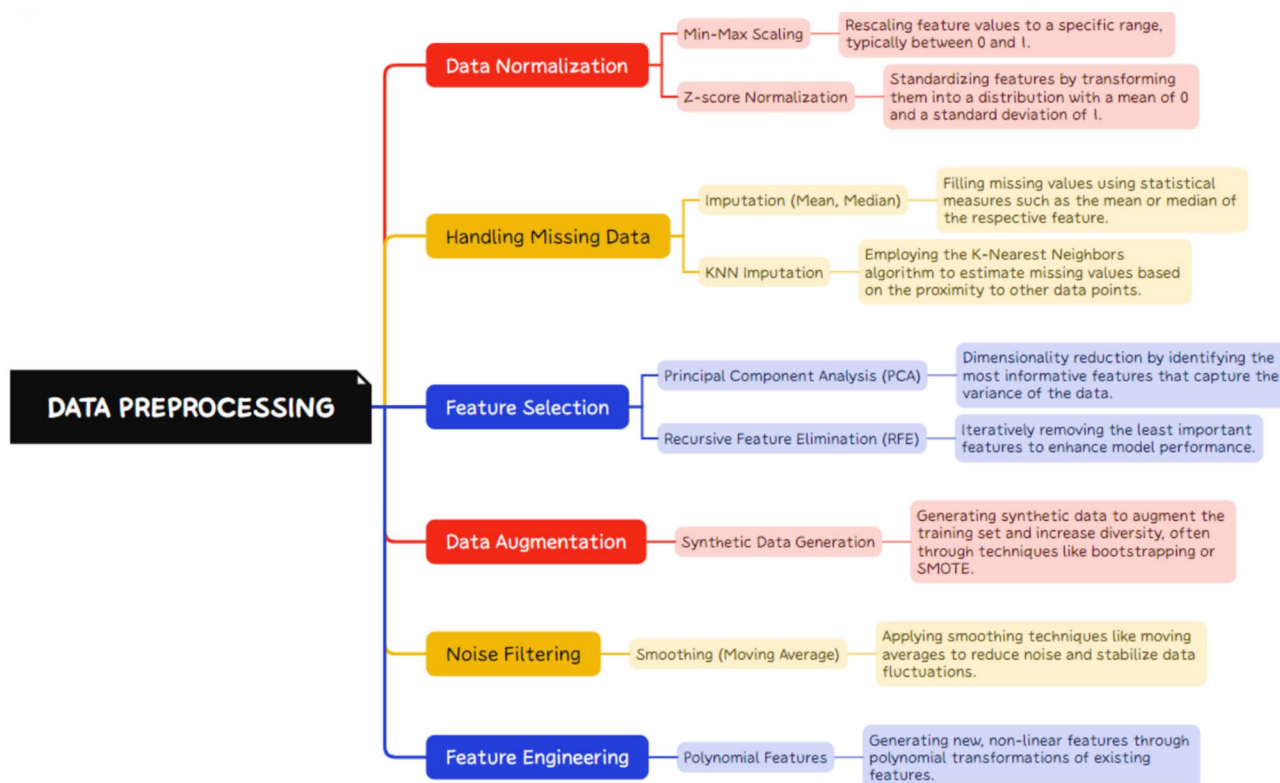 DATA PREPROCESSING
Data Normalization
Min-Max Scaling
Rescaling feature values to a specific range,
typically between 0 and 1.
Z-score Normalization
Standardizing features by transforming
them into a distribution with a mean of 0
and a standard deviation of 1.
Handling Missing Data
Imputation (Mean, Median)
Filling missing values using statistical
measures such as the mean or median of
the respective feature.
KNN Imputation
Employing the K-Nearest Neighbors
algorithm to estimate missing values based
on the proximity to other data points.
Feature Selection
Principal Component Analysis (PCA)
Dimensionality reduction by identifying the
most informative features that capture the
variance of the data.
Recursive Feature Elimination (RFE)
Iteratively removing the least important
features to enhance model performance.
Data Augmentation
Synthetic Data Generation
Generating synthetic data to augment the
training set and increase diversity, often
through techniques like bootstrapping or
SMOTE.
Noise Filtering
Smoothing (Moving Average)
Applying smoothing techniques like moving
averages to reduce noise and stabilize data
fluctuations.
Feature Engineering
Polynomial Features
Generating new, non-linear features through
polynomial transformations of existing
features.